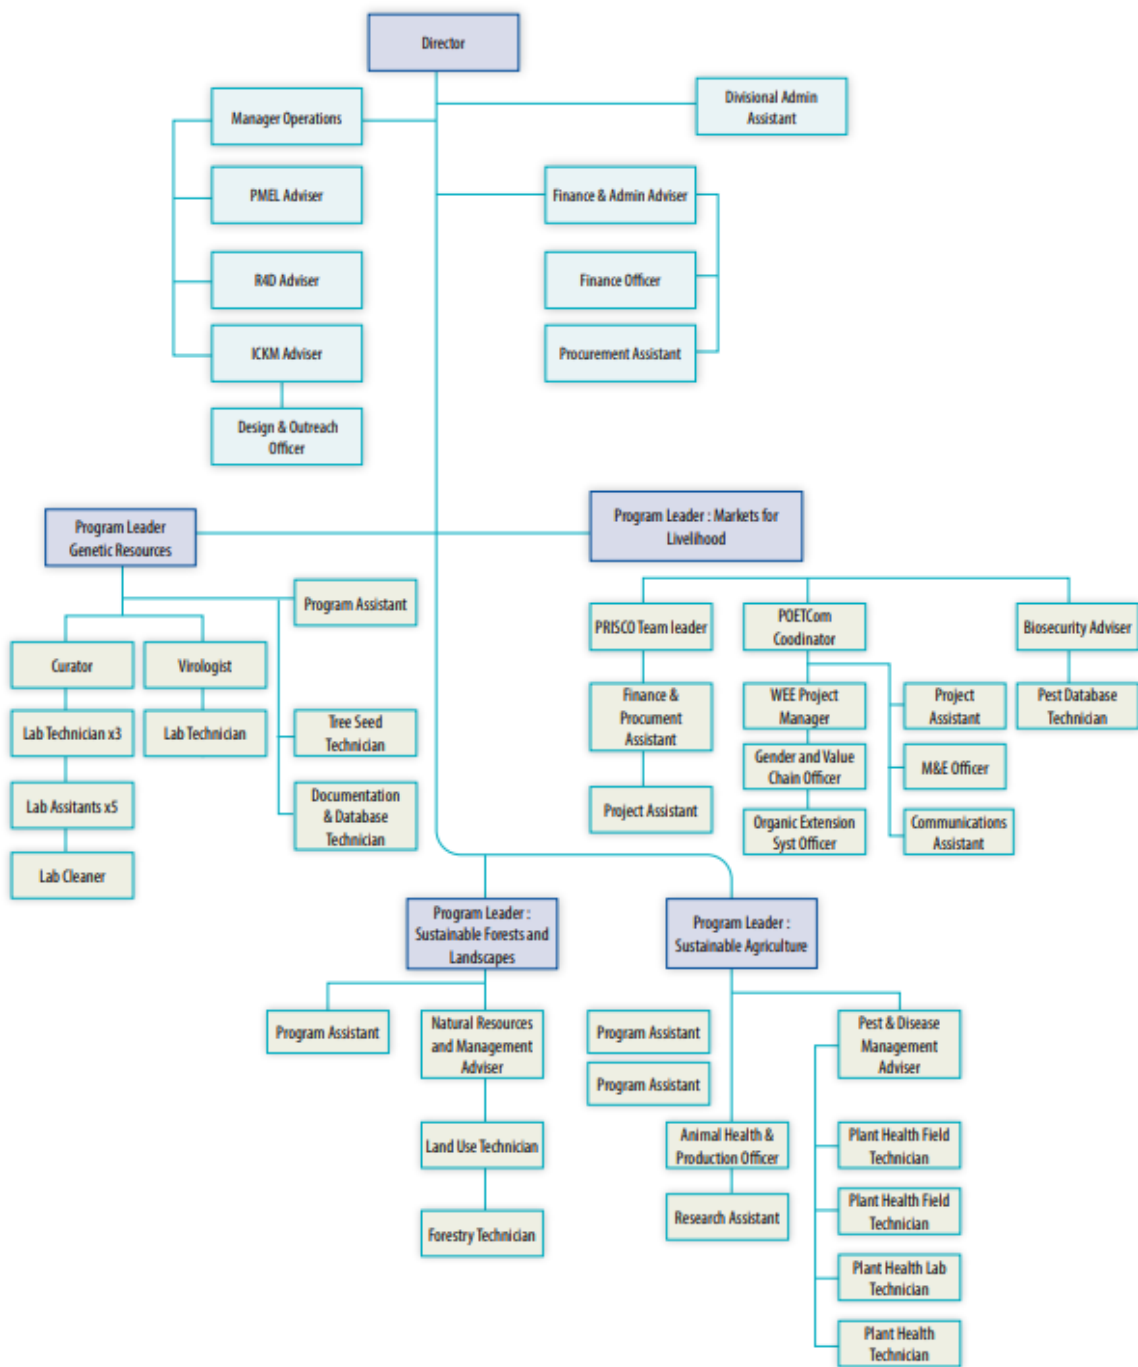 Director
Divisional Admin
Assistant
Manager Operations
PMEL Adviser
Finance & Admin Adviser
R4D Adviser
Finance Officer
ICKM Adviser
Procurement Assistant
Design & Outreach
Officer
Program Leader
Genetic Resources
Program Leader : Markets for
Livelihood
Program Assistant
Curator
Virologist
Lab Technician x3
Lab Technician
Tree Seed
Technician
Lab Assitants x5
Documentation
& Database
Technician
Lab Cleaner
PRISCO Team leader
POETCom
Coodinator
Biosecurity Adviser
Finance &
Procument
Assistant
WEE Project
Manager
Project
Assistant
Pest Database
Technician
Gender and Value
Chain Officer
M&E Officer
Project Assistant
Organic Extension
Syst Officer
Communications
Assistant
Program Leader :
Sustainable Forests and
Landscapes
Program Leader :
Sustainable Agriculture
Program Assistant
Natural Resources
and Management
Adviser
Land Use Technician
Forestry Technician
Program Assistant
Program Assistant
Animal Health &
Production Officer
Research Assistant
Pest & Disease
Management
Adviser
Plant Health Field
Technician
Plant Health Field
Technician
Plant Health Lab
Technician
Plant Health
Technician